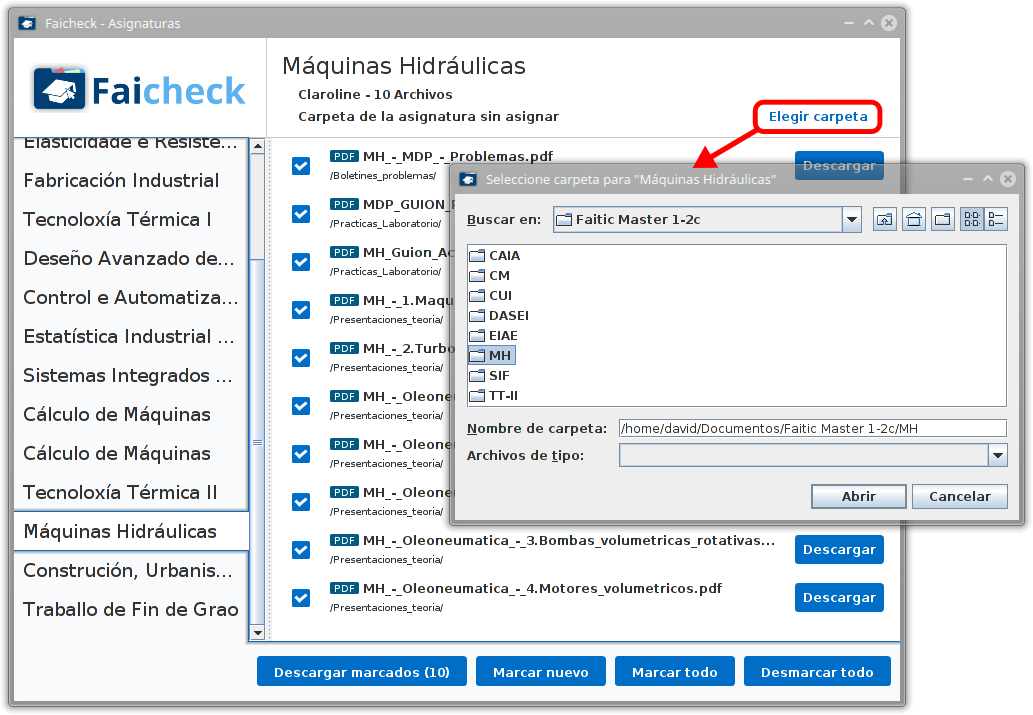 Faicheck - Asignaturas
Faicheck
Elasticidade e Resiste...
Fabricación Industrial
Tecnoloxía Térmica I
Deseño Avanzado de...
Control e Automatiza...
Estatística Industrial ...
Sistemas Integrados ...
Cálculo de Máquinas
Cálculo de Máquinas
Tecnoloxía Térmica II
Máquinas Hidráulicas
Construción, Urbanis...
Traballo de Fin de Grao
Máquinas Hidráulicas
Claroline - 10 Archivos
Carpeta de la asignatura sin asignar
Elegir carpeta
PDF MH_-_MDP_-_Problemas.pdf
/Boletines_problemas/
Descargar
PDF MDP_GUION_
/Practicas_Laboratorio/
PDF MH_Guion_Ac
/Practicas_Laboratorio/
PDF MH_-_1.Maqu
/Presentaciones_teoria/
PDF MH_-_2.Turbo
/Presentaciones_teoria/
PDF MH_-_Oleone
/Presentaciones_teoria/
PDF MH_-_Oleone
/Presentaciones_teoria/
PDF MH_-_Oleone
/Presentaciones_teoria/
PDF MH_-_Oleoneumatica_-_3.Bombas_volumetricas_rotativas...
/Presentaciones_teoria/
Descargar
PDF MH_-_Oleoneumatica_-_4.Motores_volumetricos.pdf
/Presentaciones_teoria/
Descargar
Descargar marcados (10)
Marcar nuevo
Marcar todo
Desmarcar todo
Seleccione carpeta para "Máquinas Hidráulicas"
Buscar en:
Faitic Master 1-2c
CAIA
CM
CUI
DASEI
EIAE
MH
SIF
TT-II
Nombre de carpeta:
/home/david/Documentos/Faitic Master 1-2c/MH
Archivos de tipo:
Abrir
Cancelar